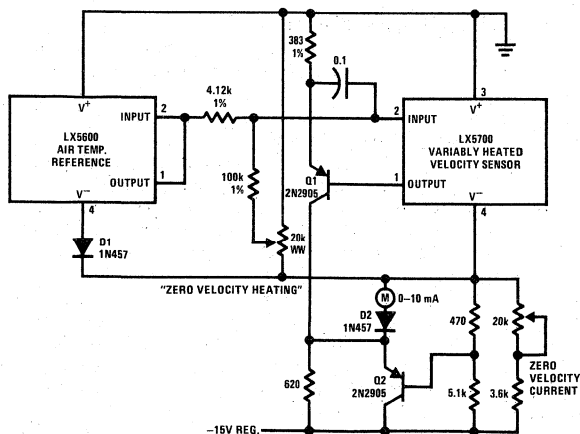 383
1%
0.1
4.12k
1%
V+
LX5600
AIR TEMP.
REFERENCE
INPUT
2
OUTPUT
1
V−
4
3
V+
2
INPUT
LX5700
VARIABLY HEATED
VELOCITY SENSOR
1
OUTPUT
V−
4
Q1
2N2905
100k
1%
20k
WW
D1
1N457
"ZERO VELOCITY HEATING"
M
0–10 mA
D2
1N457
470
20k
620
Q2
2N2905
5.1k
3.6k
ZERO
VELOCITY
CURRENT
–15V REG.